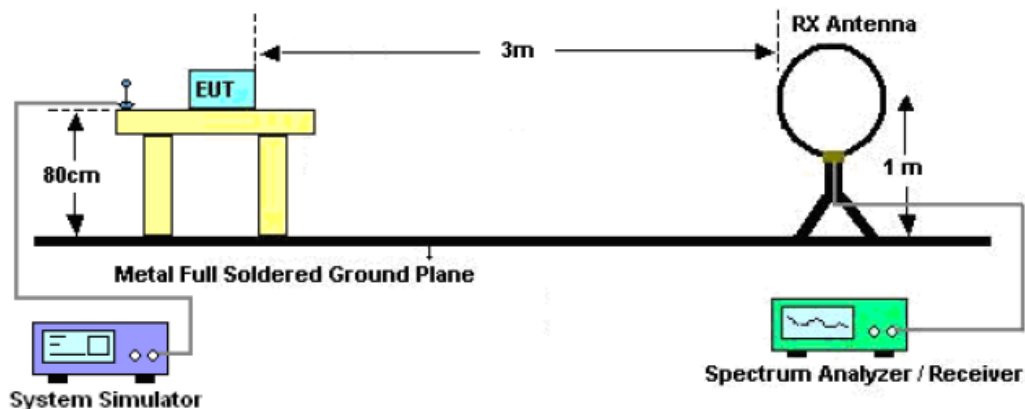 RX Antenna
3m
EUT
80cm
1 m
Metal Full Soldered Ground Plane
System Simulator
Spectrum Analyzer / Receiver